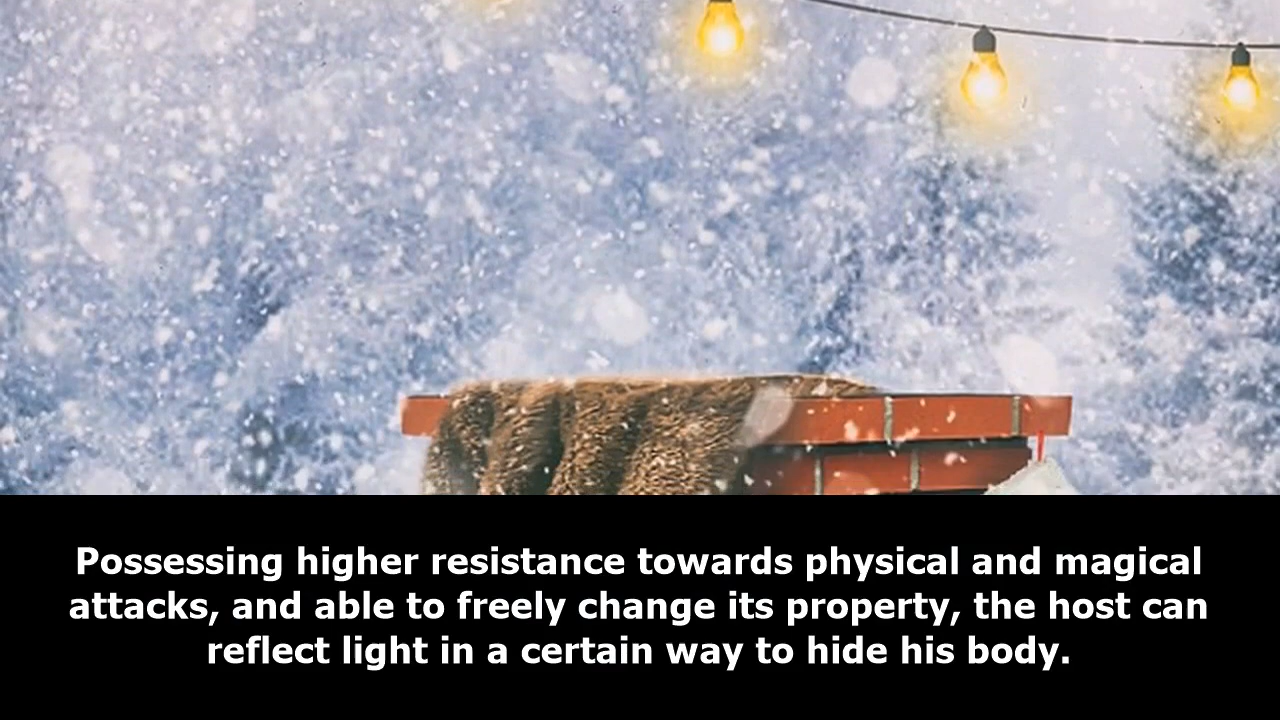 Possessing higher resistance towards physical and magical
attacks, and able to freely change its property, the host can
reflect light in a certain way to hide his body.